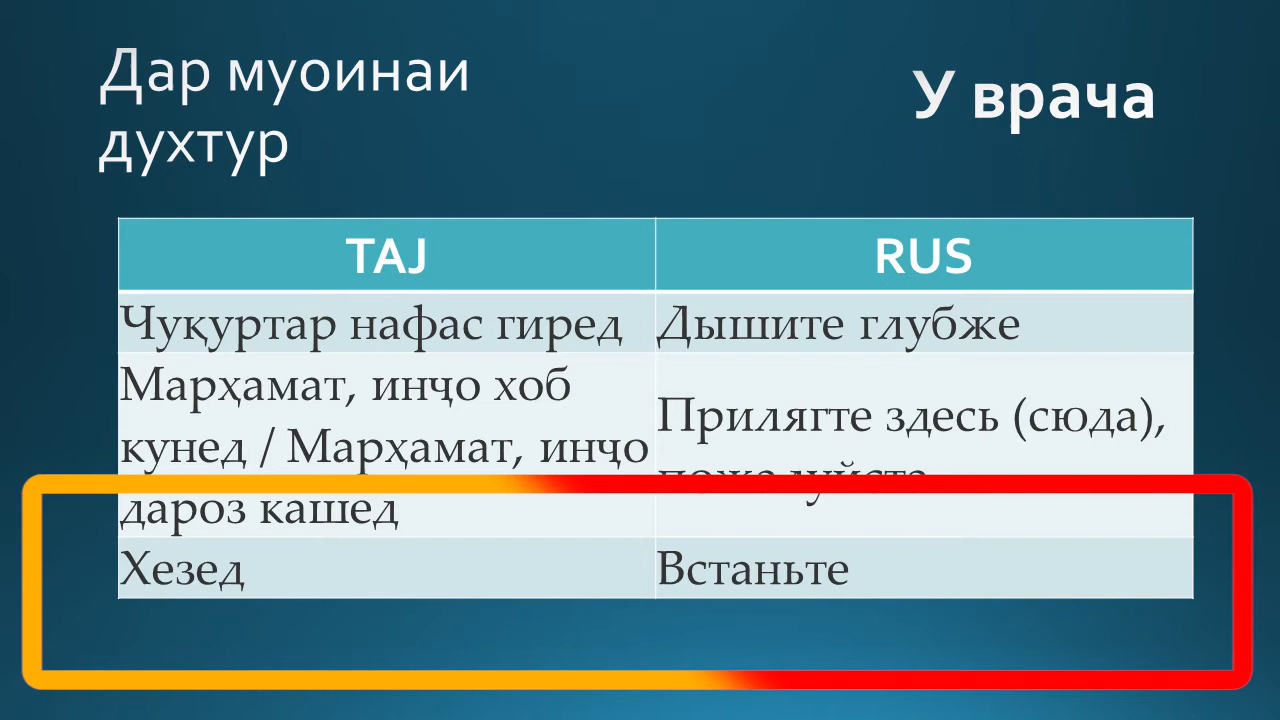 Дар муоинаи
духтур
У врача
TAJ
RUS
Чуқуртар нафас гиред
Дышите глубже
Марҳамат, инҷо хоб
кунед / Марҳамат, инҷо
дароз кашед
Прилягте здесь (сюда),
пожалуйста
Хезед
Встаньте